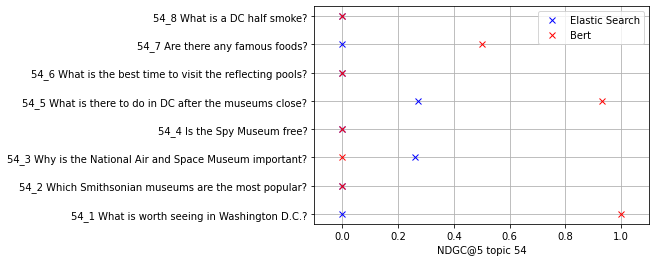 54_8 What is a DC half smoke?
54_7 Are there any famous foods?
54_6 What is the best time to visit the reflecting pools?
54_5 What is there to do in DC after the museums close?
54_4 Is the Spy Museum free?
54_3 Why is the National Air and Space Museum important?
54_2 Which Smithsonian museums are the most popular?
54_1 What is worth seeing in Washington D.C.?
Elastic Search
Bert
0.0 0.2 0.4 0.6 0.8 1.0
NDGC@5 topic 54